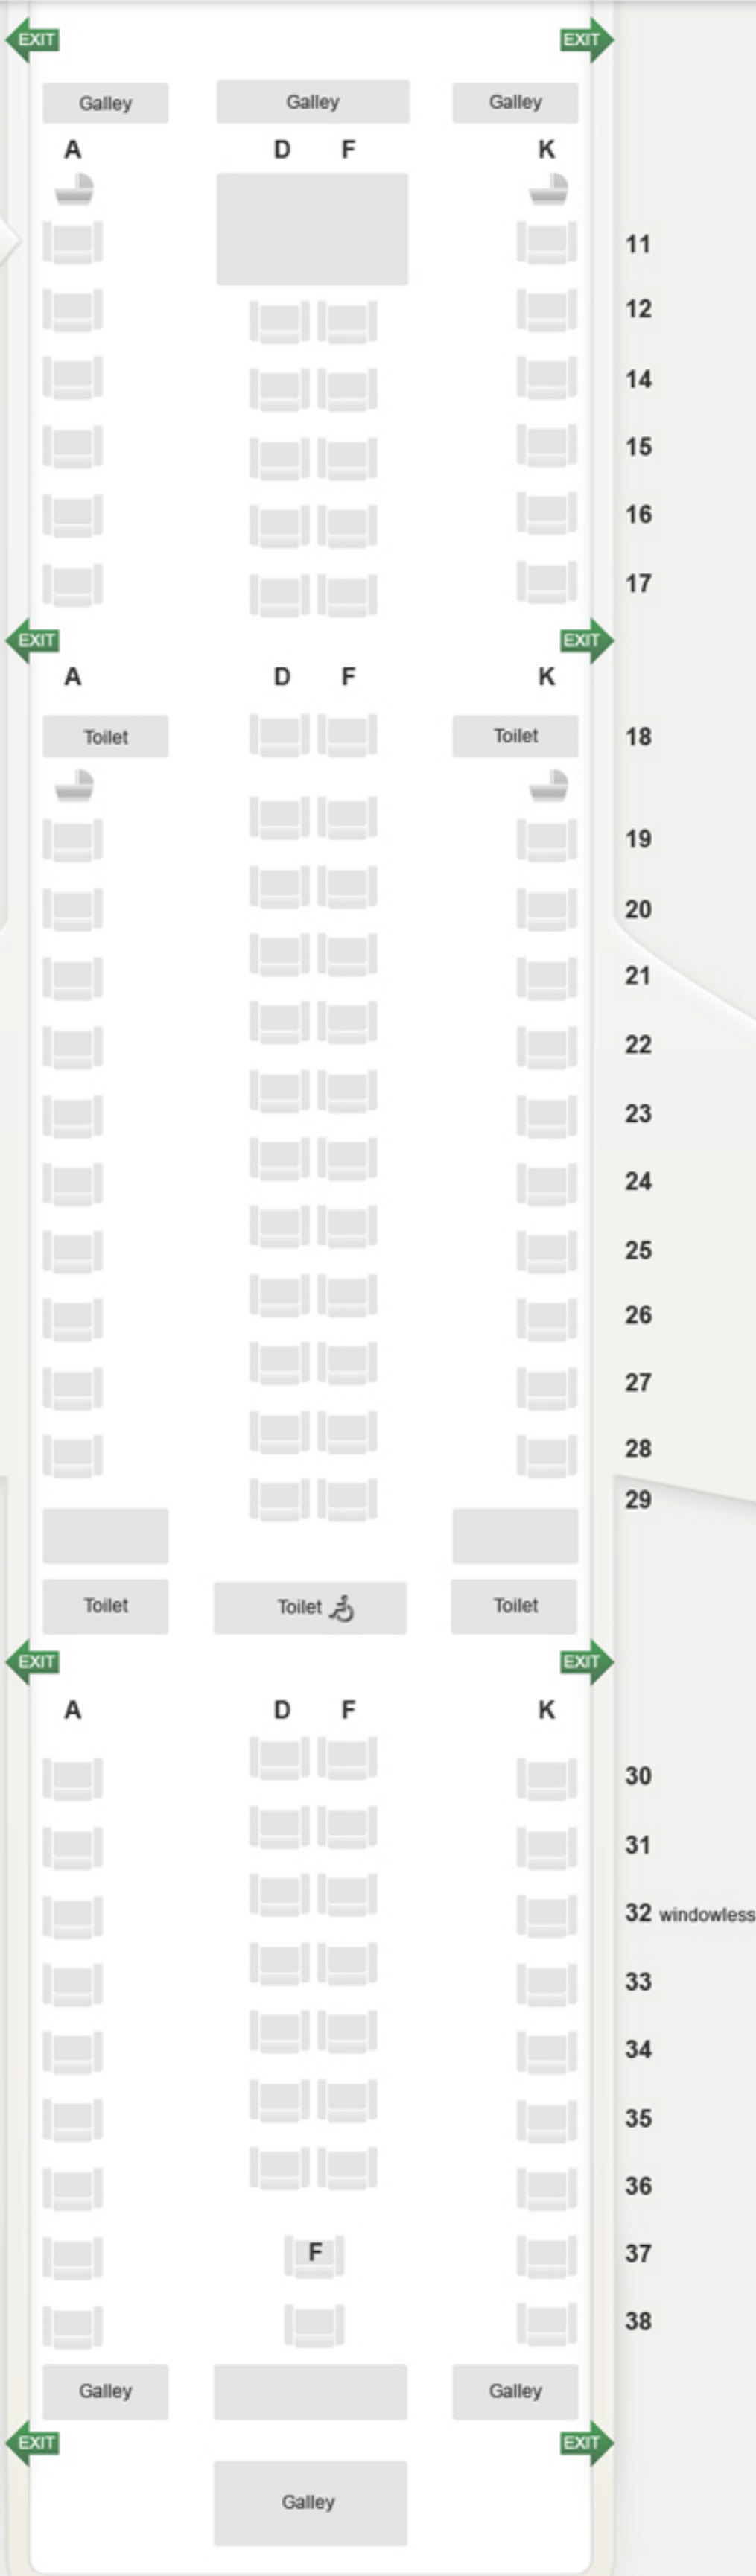 EXIT EXIT
Galley Galley Galley
A D F K
11
12
14
15
16
17
EXIT EXIT
A D F K
Toilet Toilet 18
19
20
21
22
23
24
25
26
27
28
29
Toilet Toilet Toilet
EXIT EXIT
A D F K
30
31
32 windowless
33
34
35
36
F 37
38
Galley Galley
EXIT EXIT
Galley